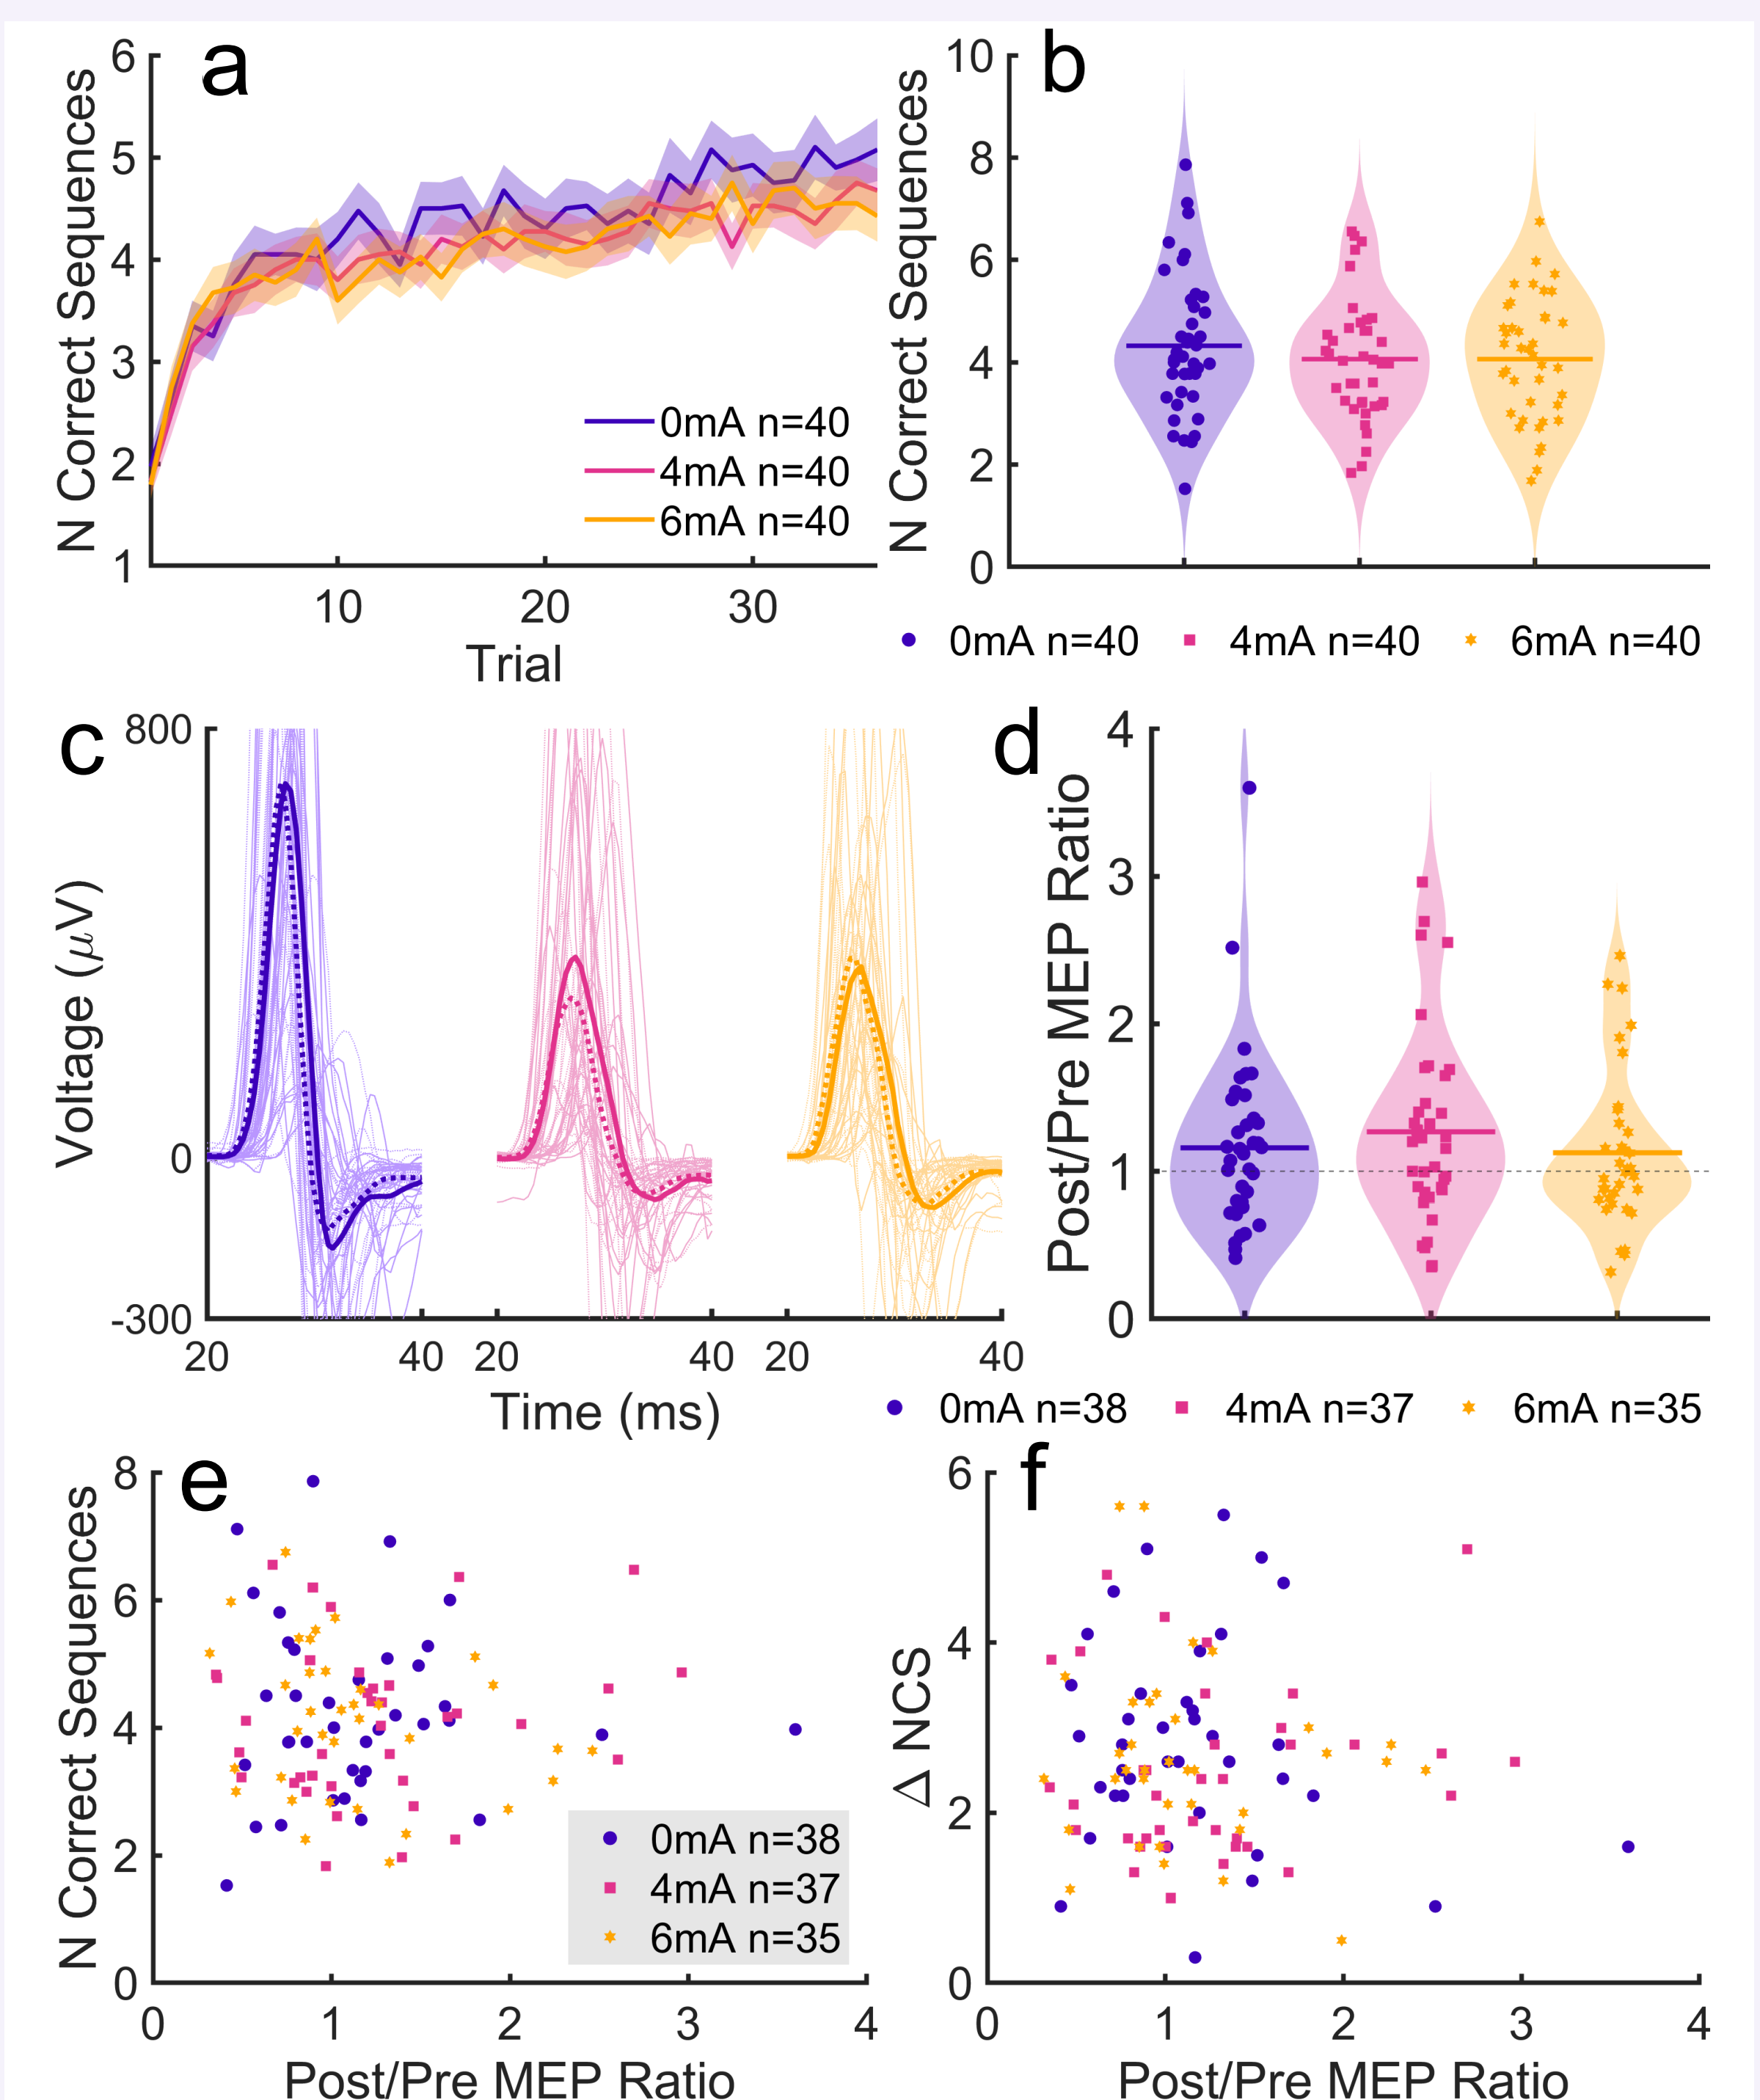 a
N Correct Sequences
6
5
4
3
2
1
10 20 30
Trial
0mA n=40
4mA n=40
6mA n=40
b
N Correct Sequences
10
8
6
4
2
0
0mA n=40 4mA n=40 6mA n=40
c
Voltage (μV)
800
0
-300
20 40 20 40 20 40
Time (ms)
d
Post/Pre MEP Ratio
4
3
2
1
0
0mA n=38 4mA n=37 6mA n=35
e
N Correct Sequences
8
6
4
2
0
0 1 2 3 4
Post/Pre MEP Ratio
0mA n=38
4mA n=37
6mA n=35
f
Δ NCS
6
4
2
0
0 1 2 3 4
Post/Pre MEP Ratio